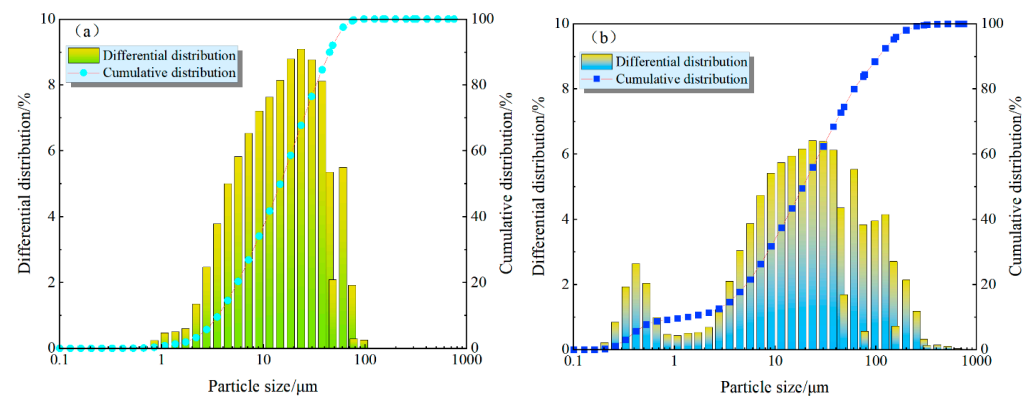 (a)
Differential distribution
Cumulative distribution
Differential distribution/%
Cumulative distribution/%
10
8
6
4
2
0
100
80
60
40
20
0
0.1
1
10
100
1000
Particle size/μm
(b)
Differential distribution
Cumulative distribution
Differential distribution/%
Cumulative distribution/%
10
8
6
4
2
0
100
80
60
40
20
0
0.1
1
10
100
1000
Particle size/μm